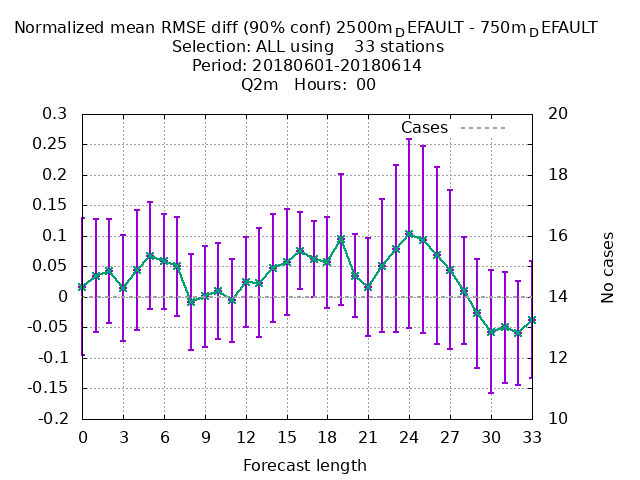 Normalized mean RMSE diff (90% conf) 2500m_DEFAULT - 750m_DEFAULT
Selection: ALL using    33 stations
Period: 20180601-20180614
Q2m   Hours:  00
0.3
0.25
0.2
0.15
0.1
0.05
0
-0.05
-0.1
-0.15
-0.2
Cases
20
18
16
14
12
10
No cases
0 3 6 9 12 15 18 21 24 27 30 33
Forecast length